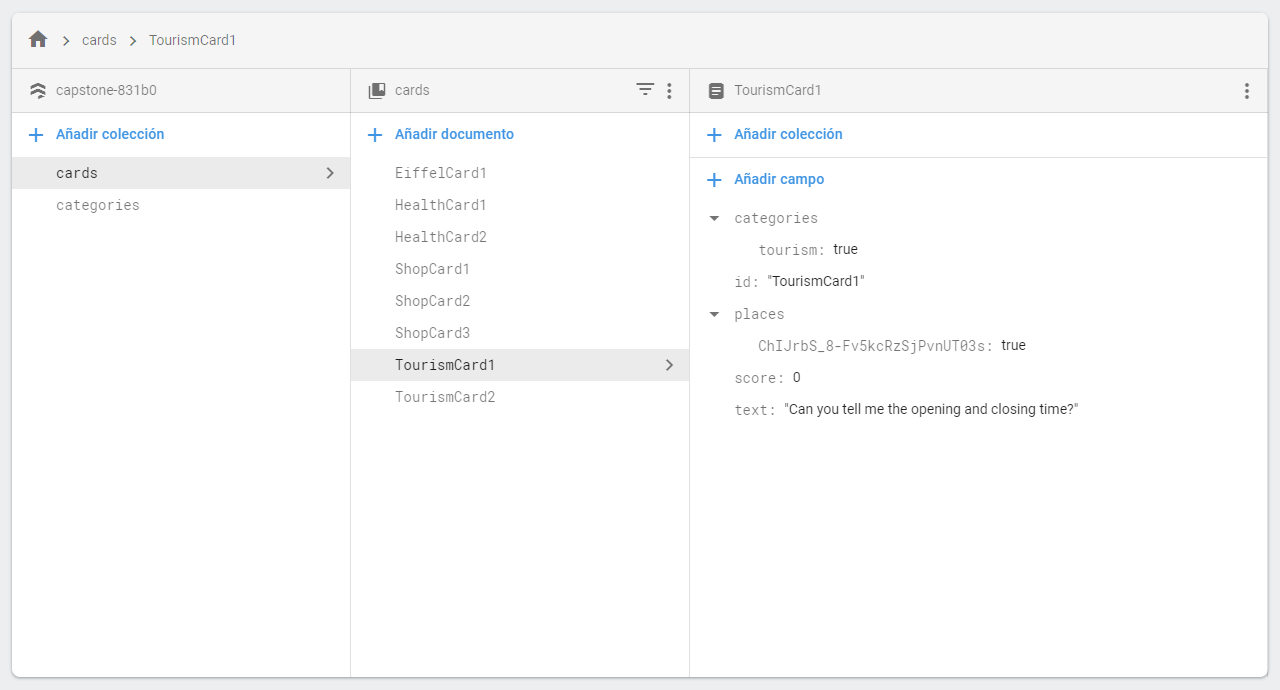 cards > TourismCard1
capstone-831b0
Añadir colección
cards
categories
cards
Añadir documento
EiffelCard1
HealthCard1
HealthCard2
ShopCard1
ShopCard2
ShopCard3
TourismCard1
TourismCard2
TourismCard1
Añadir colección
Añadir campo
categories
tourism: true
id: "TourismCard1"
places
ChIJrbS_8-Fv5kcRzSjPvnUT03s: true
score: 0
text: "Can you tell me the opening and closing time?"